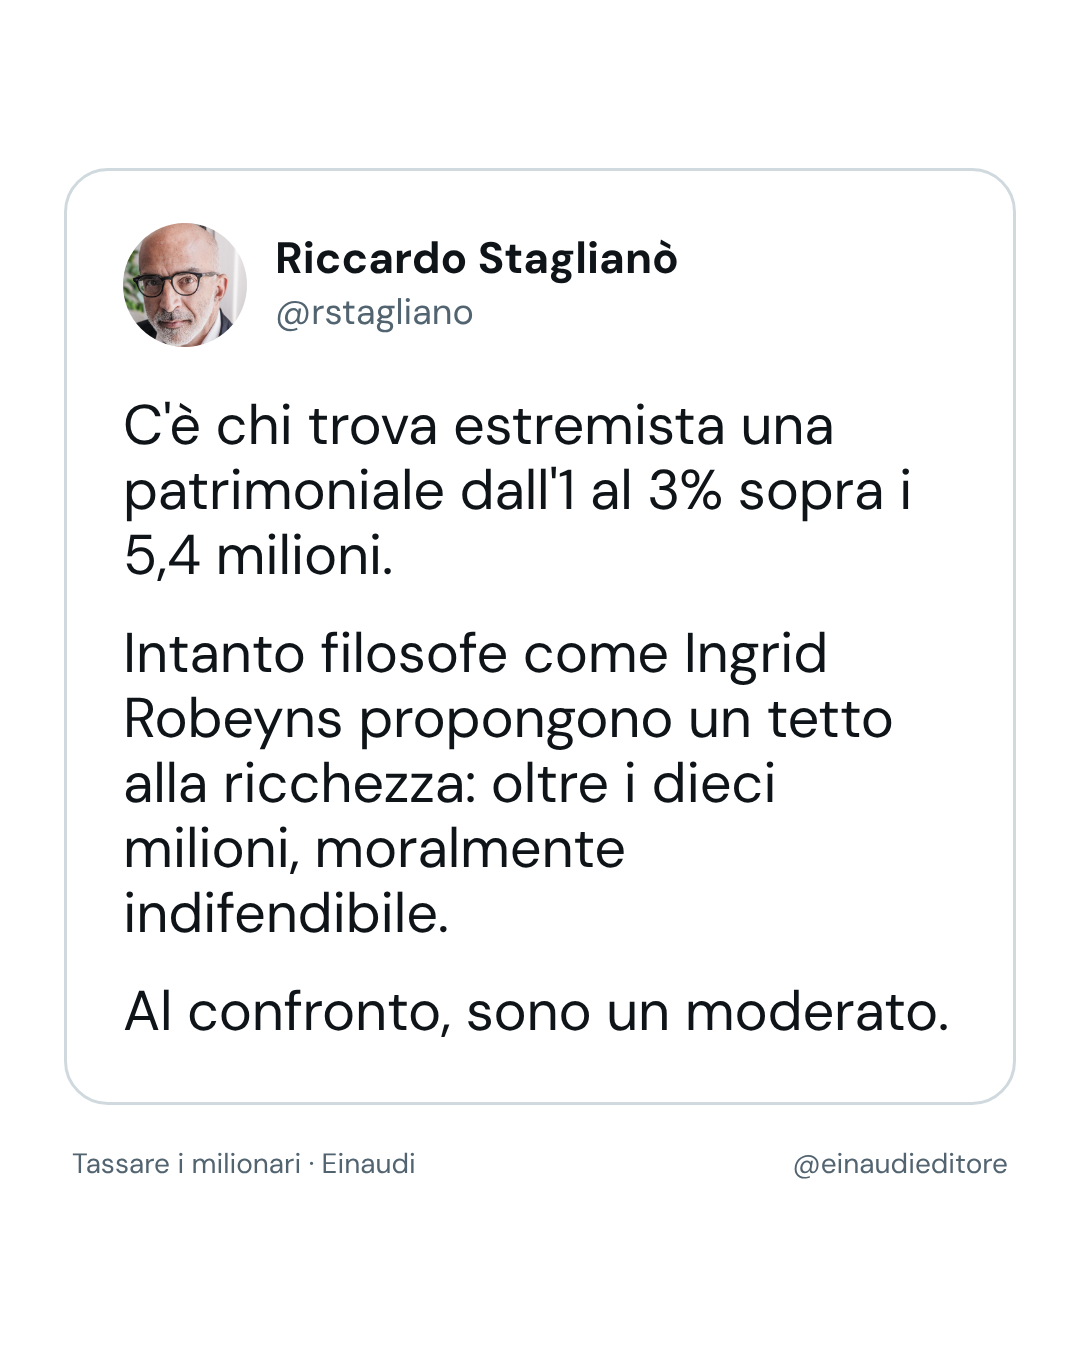 Riccardo Staglianò
@rstagliano
C'è chi trova estremista una
patrimoniale dall'1 al 3% sopra i
5,4 milioni.
Intanto filosofe come Ingrid
Robeyns propongono un tetto
alla ricchezza: oltre i dieci
milioni, moralmente
indifendibile.
Al confronto, sono un moderato.
Tassare i milionari · Einaudi
@einaudieditore